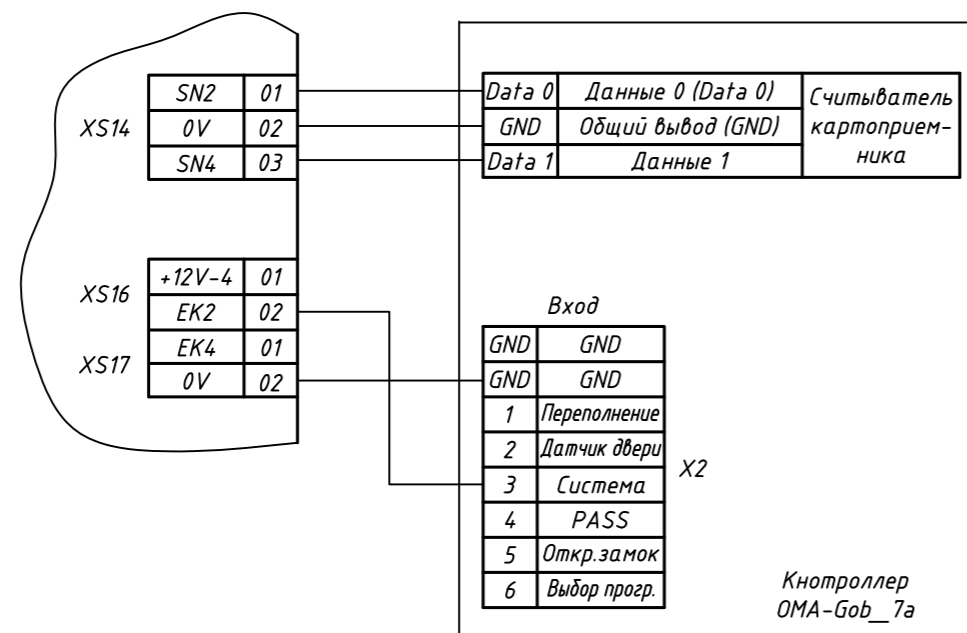 XS14
SN2 01
0V 02
SN4 03
Data 0 Данные 0 (Data 0)
GND Общий вывод (GND)
Data 1 Данные 1
Считыватель
картоприем-
ника
XS16
+12V-4 01
EK2 02
XS17
EK4 01
0V 02
Вход
GND GND
GND GND
1 Переполнение
2 Датчик двери
3 Система
4 PASS
5 Откр.замок
6 Выбор прогр.
X2
Кнотроллер
OMA-Gob__7a